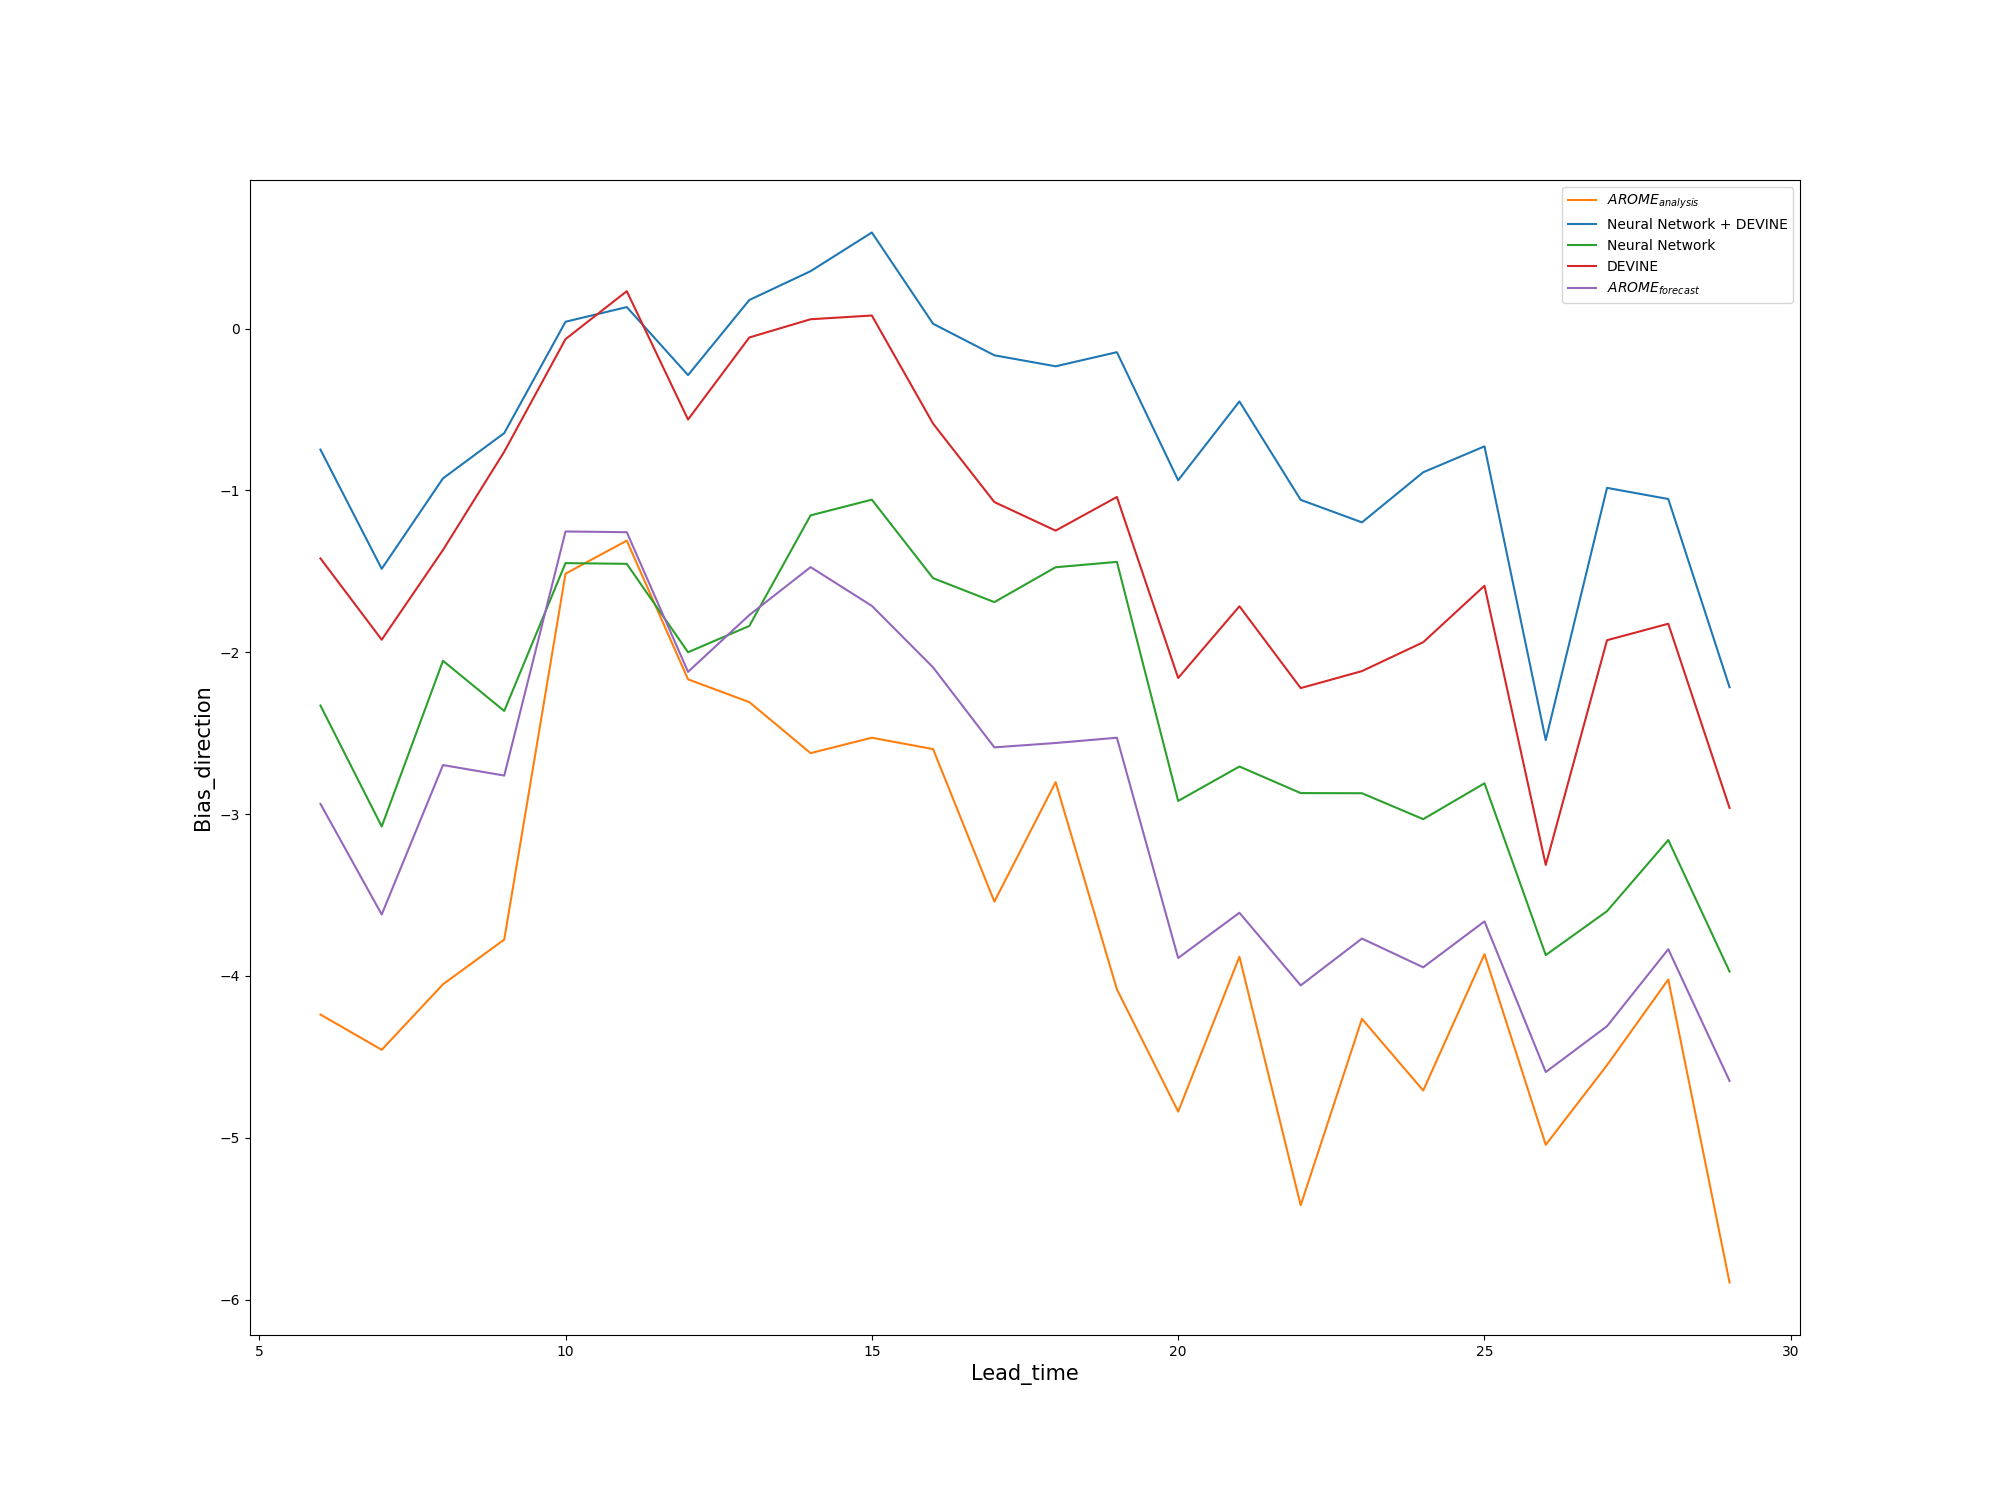 AROME_analysis
Neural Network + DEVINE
Neural Network
DEVINE
AROME_forecast
0
−1
−2
−3
−4
−5
−6
Bias_direction
5 10 15 20 25 30
Lead_time